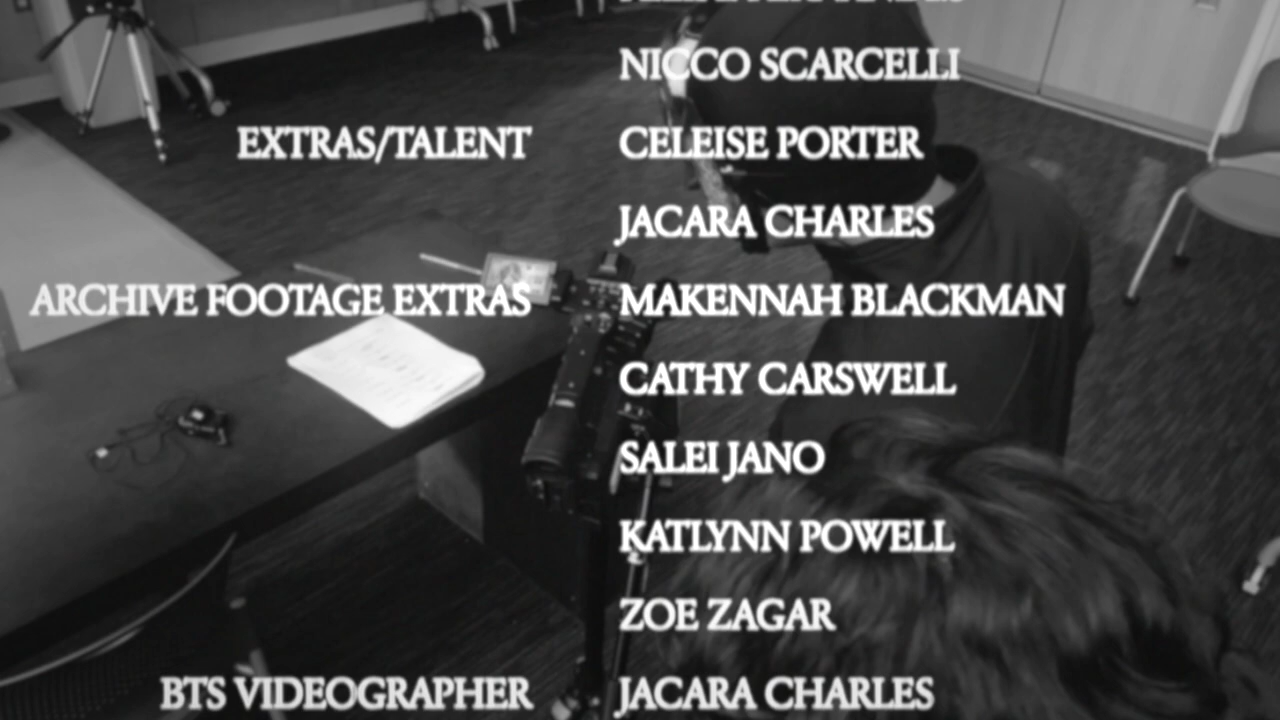 NICCO SCARCELLI
EXTRAS/TALENT CELEISE PORTER
JACARA CHARLES
ARCHIVE FOOTAGE EXTRAS MAKENNAH BLACKMAN
CATHY CARSWELL
SALEI JANO
KATLYNN POWELL
ZOE ZAGAR
BTS VIDEOGRAPHER JACARA CHARLES